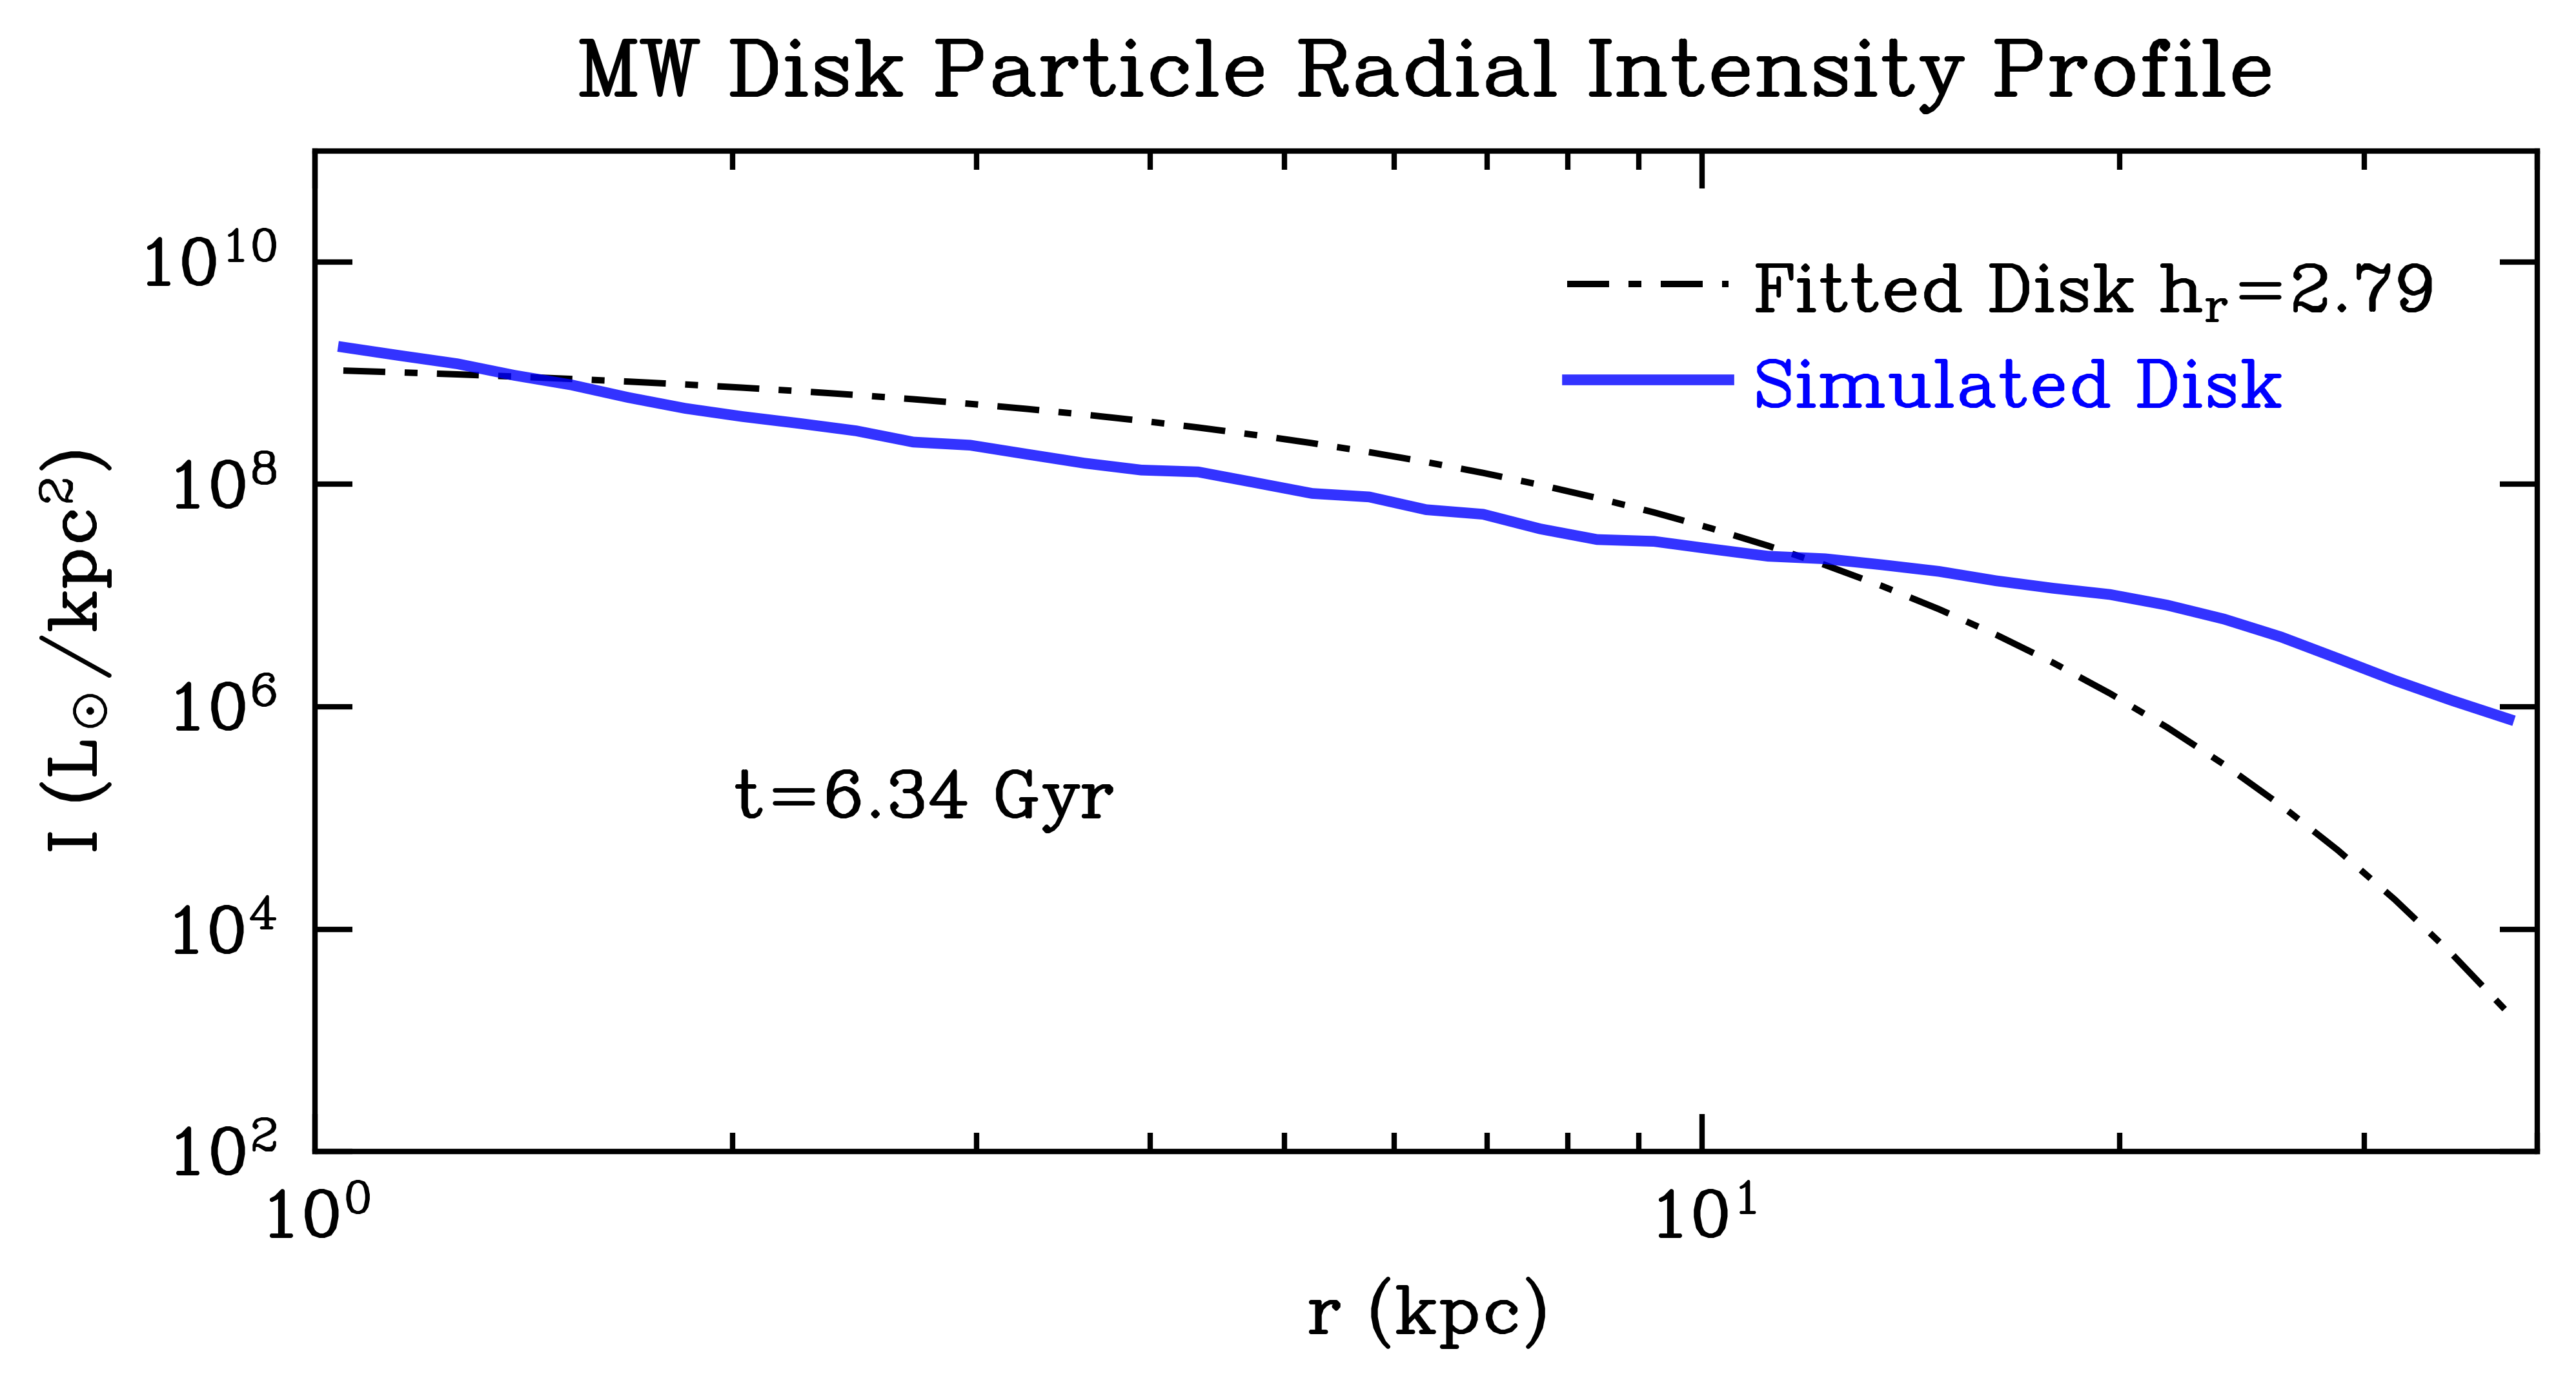 MW Disk Particle Radial Intensity Profile
10¹⁰
10⁸
10⁶
10⁴
10²
I (L☉/kpc²)
Fitted Disk hᵣ=2.79
Simulated Disk
t=6.34 Gyr
10⁰
10¹
r (kpc)